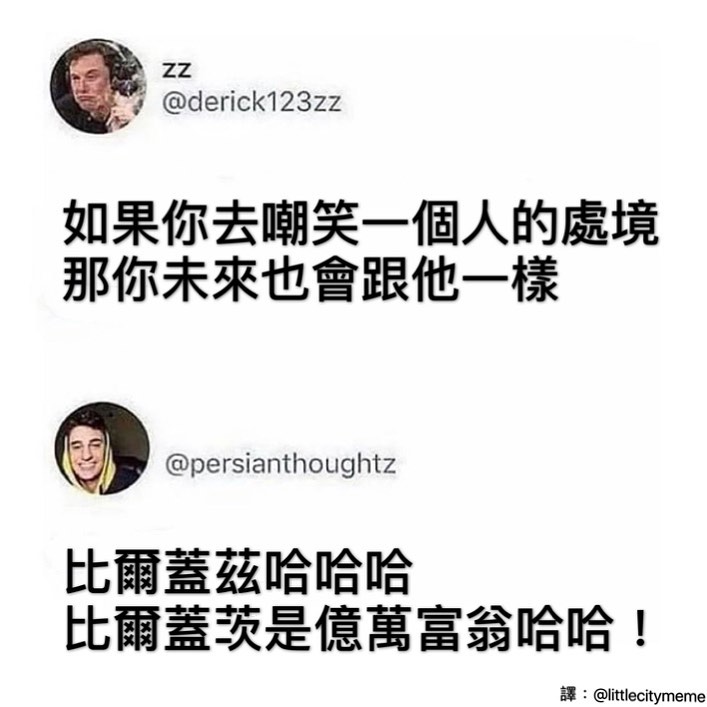 zz
@derick123zz
如果你去嘲笑一個人的處境
那你未來也會跟他一樣
@persianthoughtz
比爾蓋茲哈哈哈
比爾蓋茨是億萬富翁哈哈！
譯：@littlecitymeme